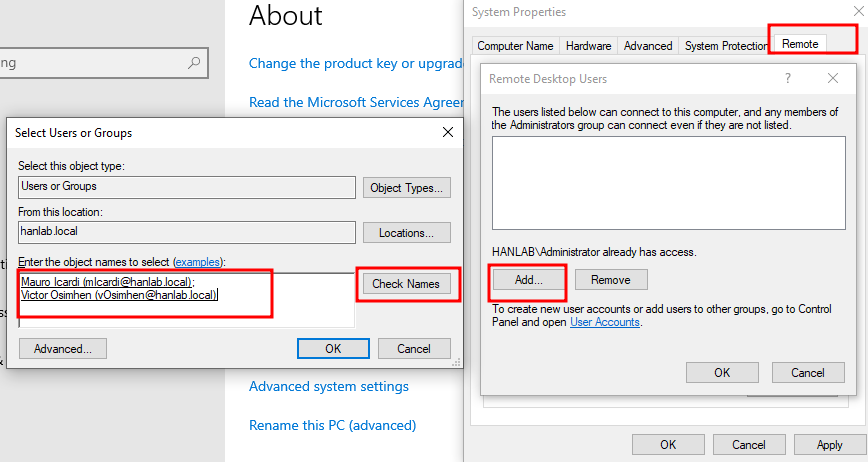 ng
About
Change the product key or upgrade
Read the Microsoft Services Agreem
Advanced system settings
Rename this PC (advanced)
Select Users or Groups
Select this object type:
Users or Groups
Object Types...
From this location:
hanlab.local
Locations...
Enter the object names to select (examples):
Mauro Icardi (mIcardi@hanlab.local);
Victor Osimhen (vOsimhen@hanlab.local)
Check Names
Advanced...
OK
Cancel
System Properties
Computer Name
Hardware
Advanced
System Protection
Remote
Remote Desktop Users
?
The users listed below can connect to this computer, and any members of
the Administrators group can connect even if they are not listed.
HANLAB\Administrator already has access.
Add...
Remove
To create new user accounts or add users to other groups, go to Control
Panel and open User Accounts.
OK
Cancel
OK
Cancel
Apply